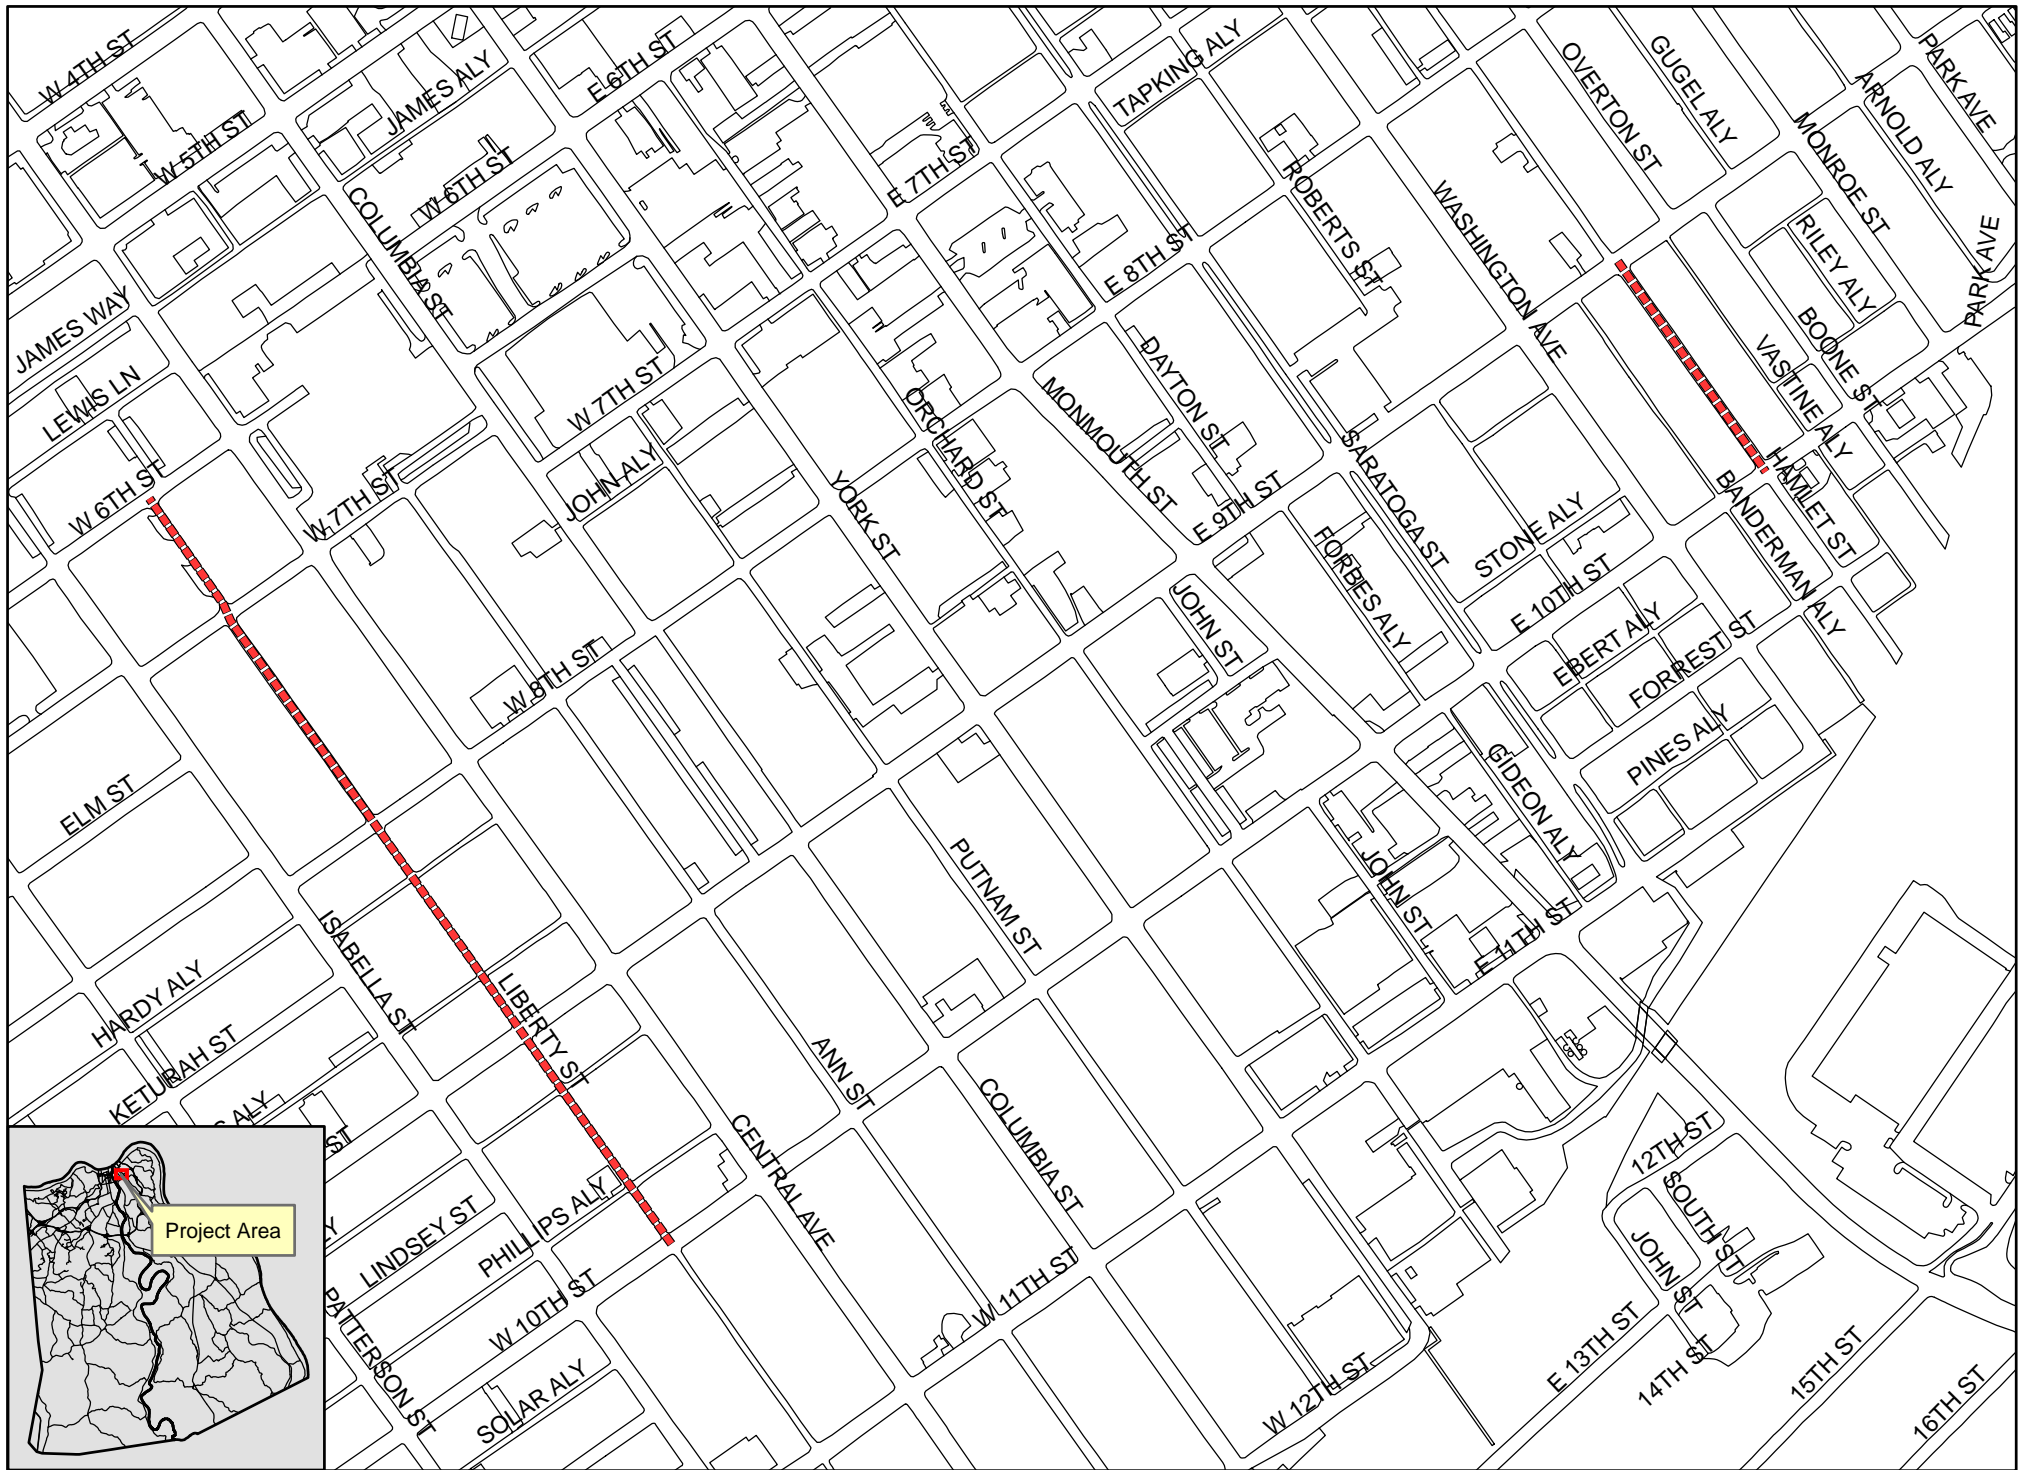 W 4TH ST
JAMES ALY
E 6TH ST
TAPKING ALY
OVERTON ST
GUGEL ALY
PARK AVE
ARNOLD ALY
W 5TH ST
W 6TH ST
COLUMBIA ST
E 7TH ST
ROBERTS ST
WASHINGTON AVE
MONROE ST
RILEY ALY
PARK AVE
E 8TH ST
JAMES WAY
LEWIS LN
W 7TH ST
ORCHARD ST
MONMOUTH ST
DAYTON ST
BOONE ST
VASTINE ALY
W 6TH ST
W 7TH ST
JOHN ALY
YORK ST
E 9TH ST
SARATOGA ST
STONE ALY
HAMLET ST
BANDERMAN ALY
FORBES ALY
JOHN ST
E 10TH ST
EBERT ALY
FORREST ST
W 8TH ST
PINES ALY
GIDEON ALY
ELM ST
PUTNAM ST
JOHN ST
E 11TH ST
ISABELLA ST
LIBERTY ST
HARDY ALY
KETURAH ST
ANN ST
COLUMBIA ST
CENTRAL AVE
S ALY
ST
12TH ST
SOUTH ST
JOHN ST
Project Area
LINDSEY ST
PHILLIPS ALY
LY
W 10TH ST
W 11TH ST
PATTERSON ST
SOLAR ALY
W 12TH ST
E 13TH ST
14TH ST
15TH ST
16TH ST